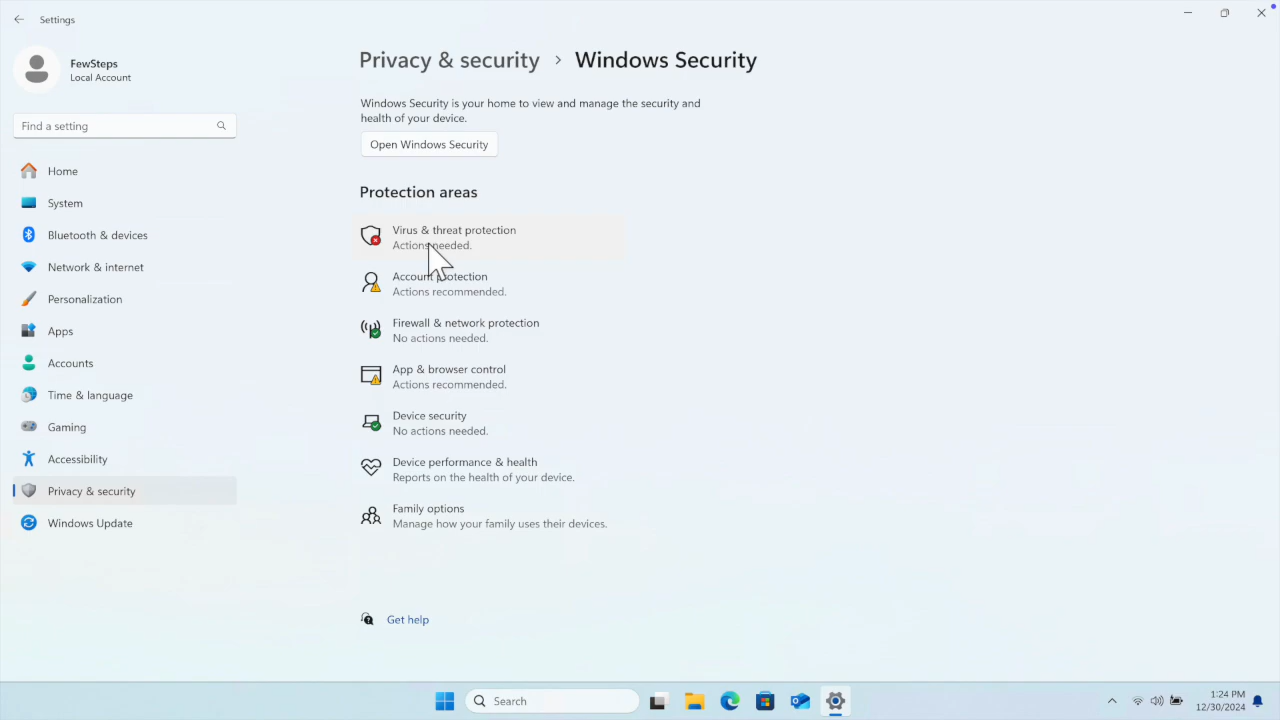 Settings
FewSteps
Local Account
Find a setting
Home
System
Bluetooth & devices
Network & internet
Personalization
Apps
Accounts
Time & language
Gaming
Accessibility
Privacy & security
Windows Update
Privacy & security > Windows Security
Windows Security is your home to view and manage the security and
health of your device.
Open Windows Security
Protection areas
Virus & threat protection
Actions needed.
Account protection
Actions recommended.
Firewall & network protection
No actions needed.
App & browser control
Actions recommended.
Device security
No actions needed.
Device performance & health
Reports on the health of your device.
Family options
Manage how your family uses their devices.
Get help
Search
1:24 PM
12/30/2024